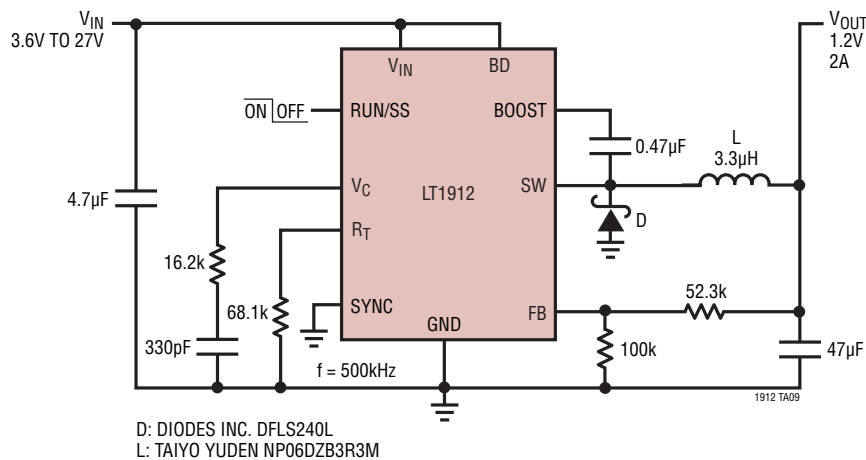 VIN
3.6V TO 27V
VOUT
1.2V
2A
VIN
BD
ON OFF
RUN/SS
BOOST
0.47µF
L
3.3µH
4.7µF
VC
LT1912
SW
D
RT
16.2k
68.1k
SYNC
FB
52.3k
330pF
GND
100k
47µF
f = 500kHz
1912 TA09
D: DIODES INC. DFLS240L
L: TAIYO YUDEN NP06DZB3R3M